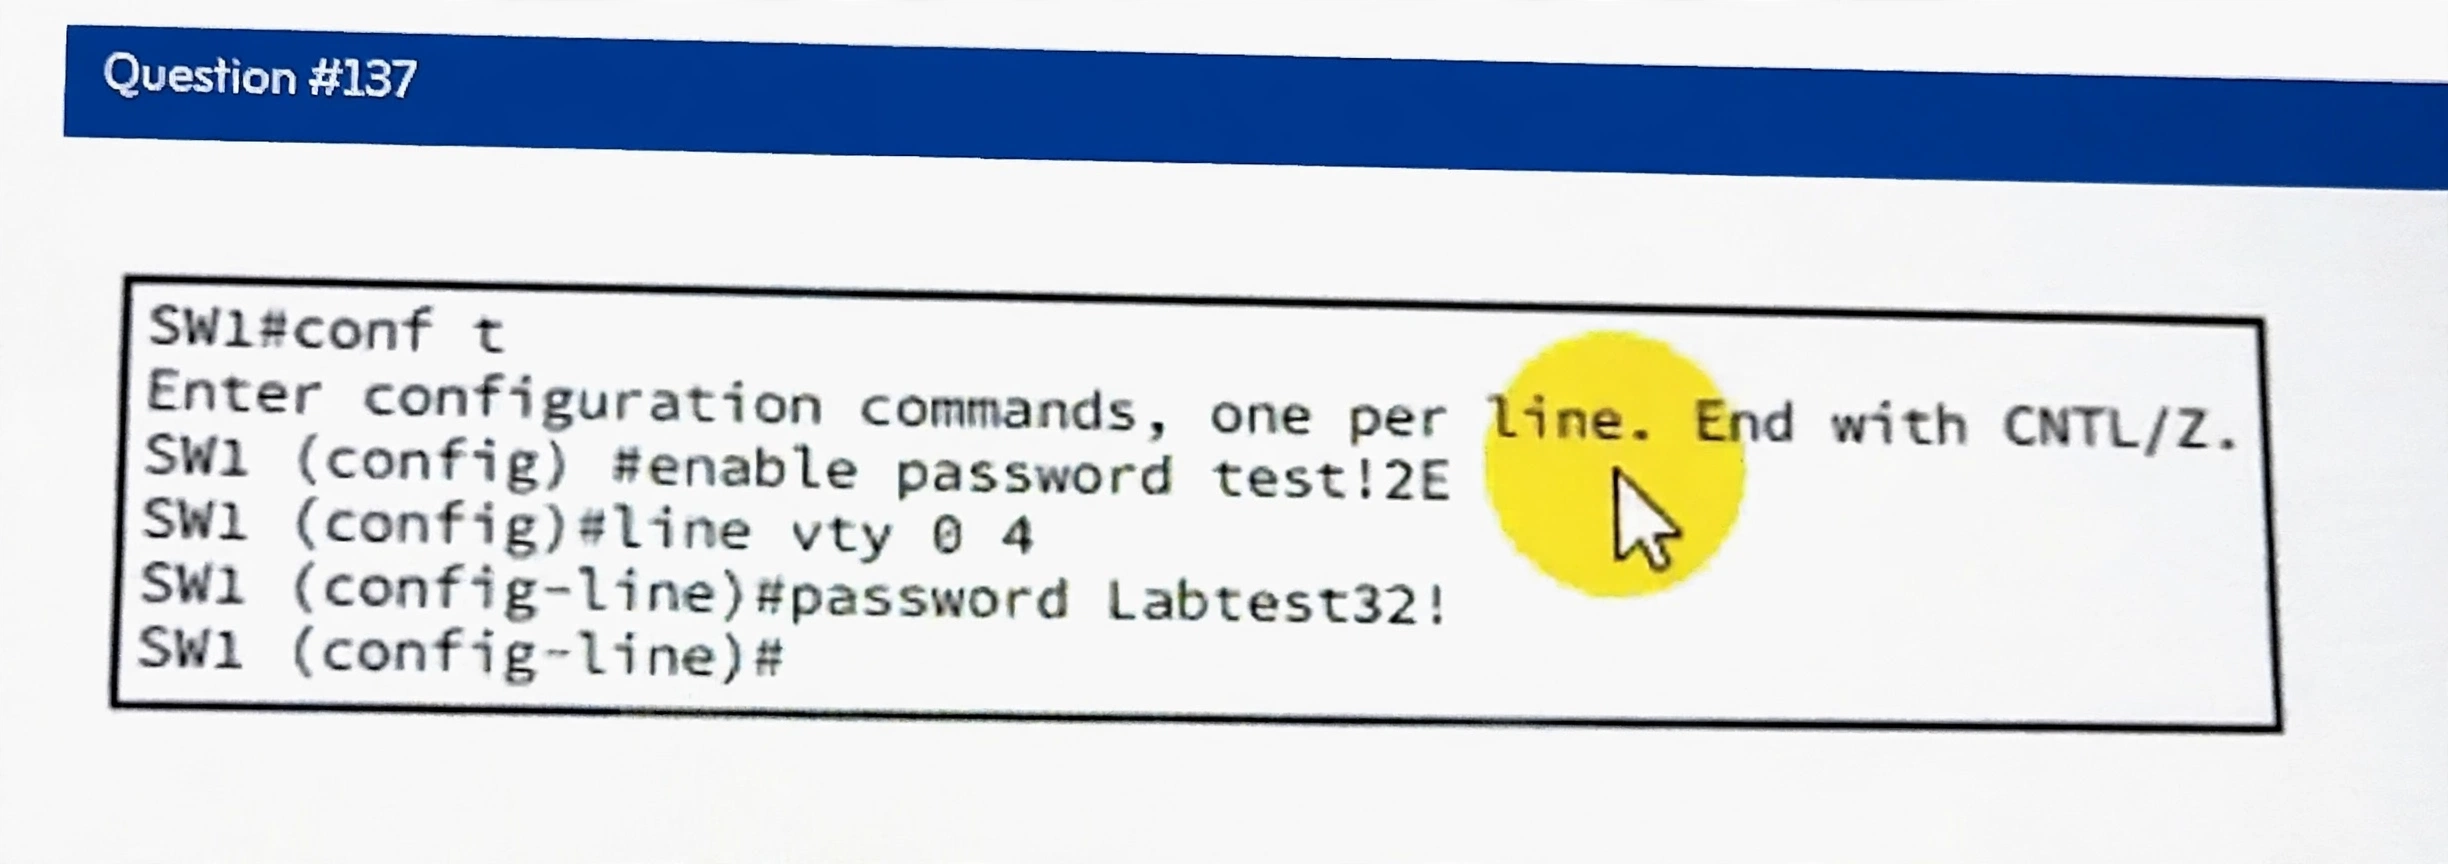 Question #137
SW1#conf t
Enter configuration commands, one per line. End with CNTL/Z.
SW1 (config) #enable password test!2E
SW1 (config)#line vty 0 4
SW1 (config-line)#password Labtest32!
SW1 (config-line)#